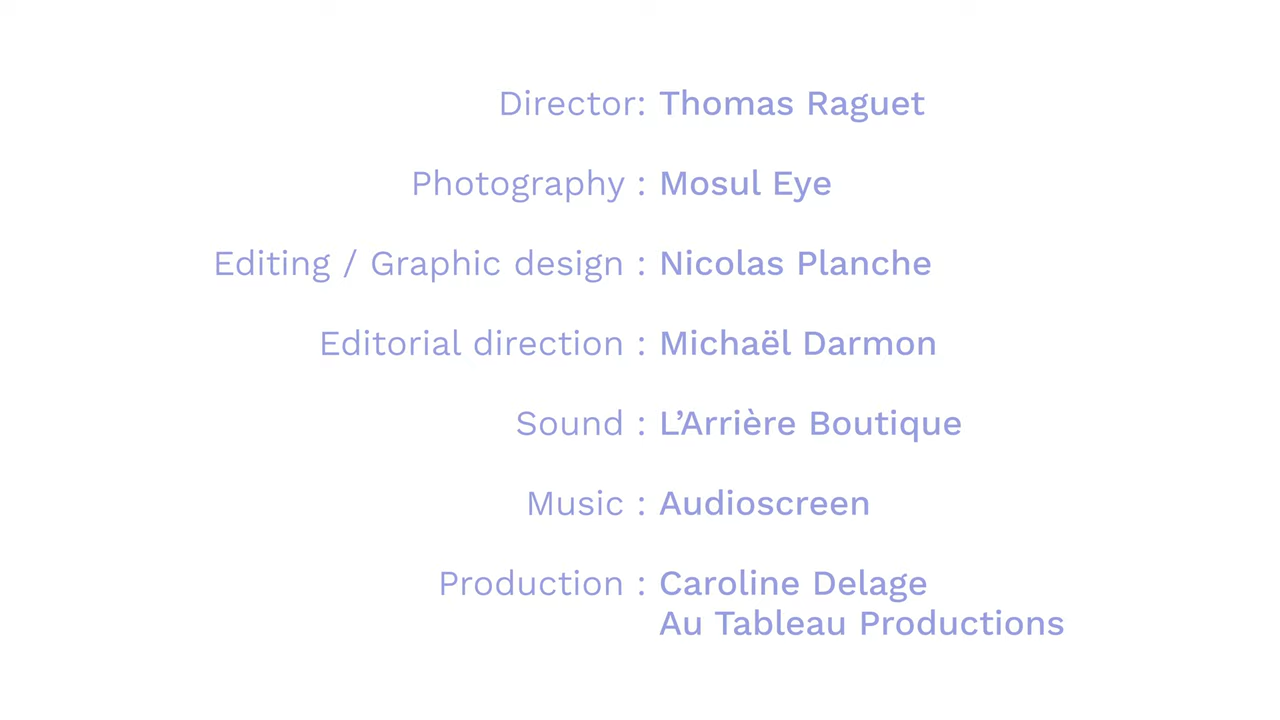 Director: Thomas Raguet
Photography : Mosul Eye
Editing / Graphic design : Nicolas Planche
Editorial direction : Michaël Darmon
Sound : L’Arrière Boutique
Music : Audioscreen
Production : Caroline Delage
Au Tableau Productions